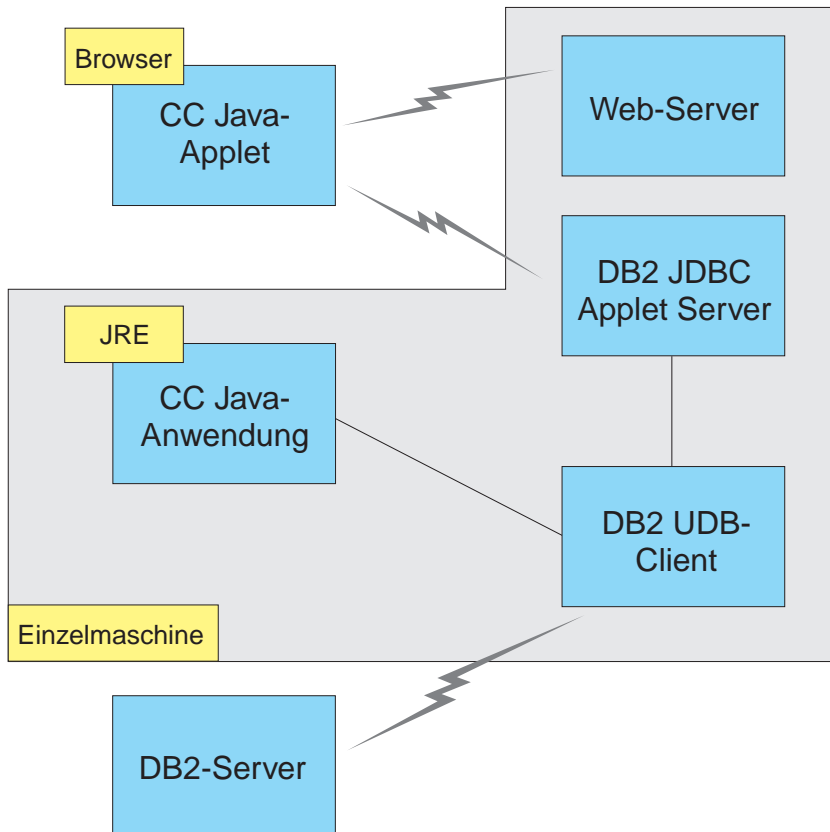 Browser
CC Java-
Applet
Web-Server
DB2 JDBC
Applet Server
JRE
CC Java-
Anwendung
DB2 UDB-
Client
Einzelmaschine
DB2-Server